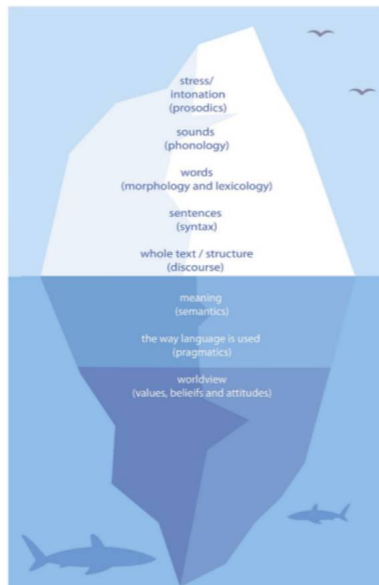 stress/
intonation
(prosodics)
sounds
(phonology)
words
(morphology and lexicology)
sentences
(syntax)
whole text / structure
(discourse)
meaning
(semantics)
the way language is used
(pragmatics)
worldview
(values, beliefs and attitudes)